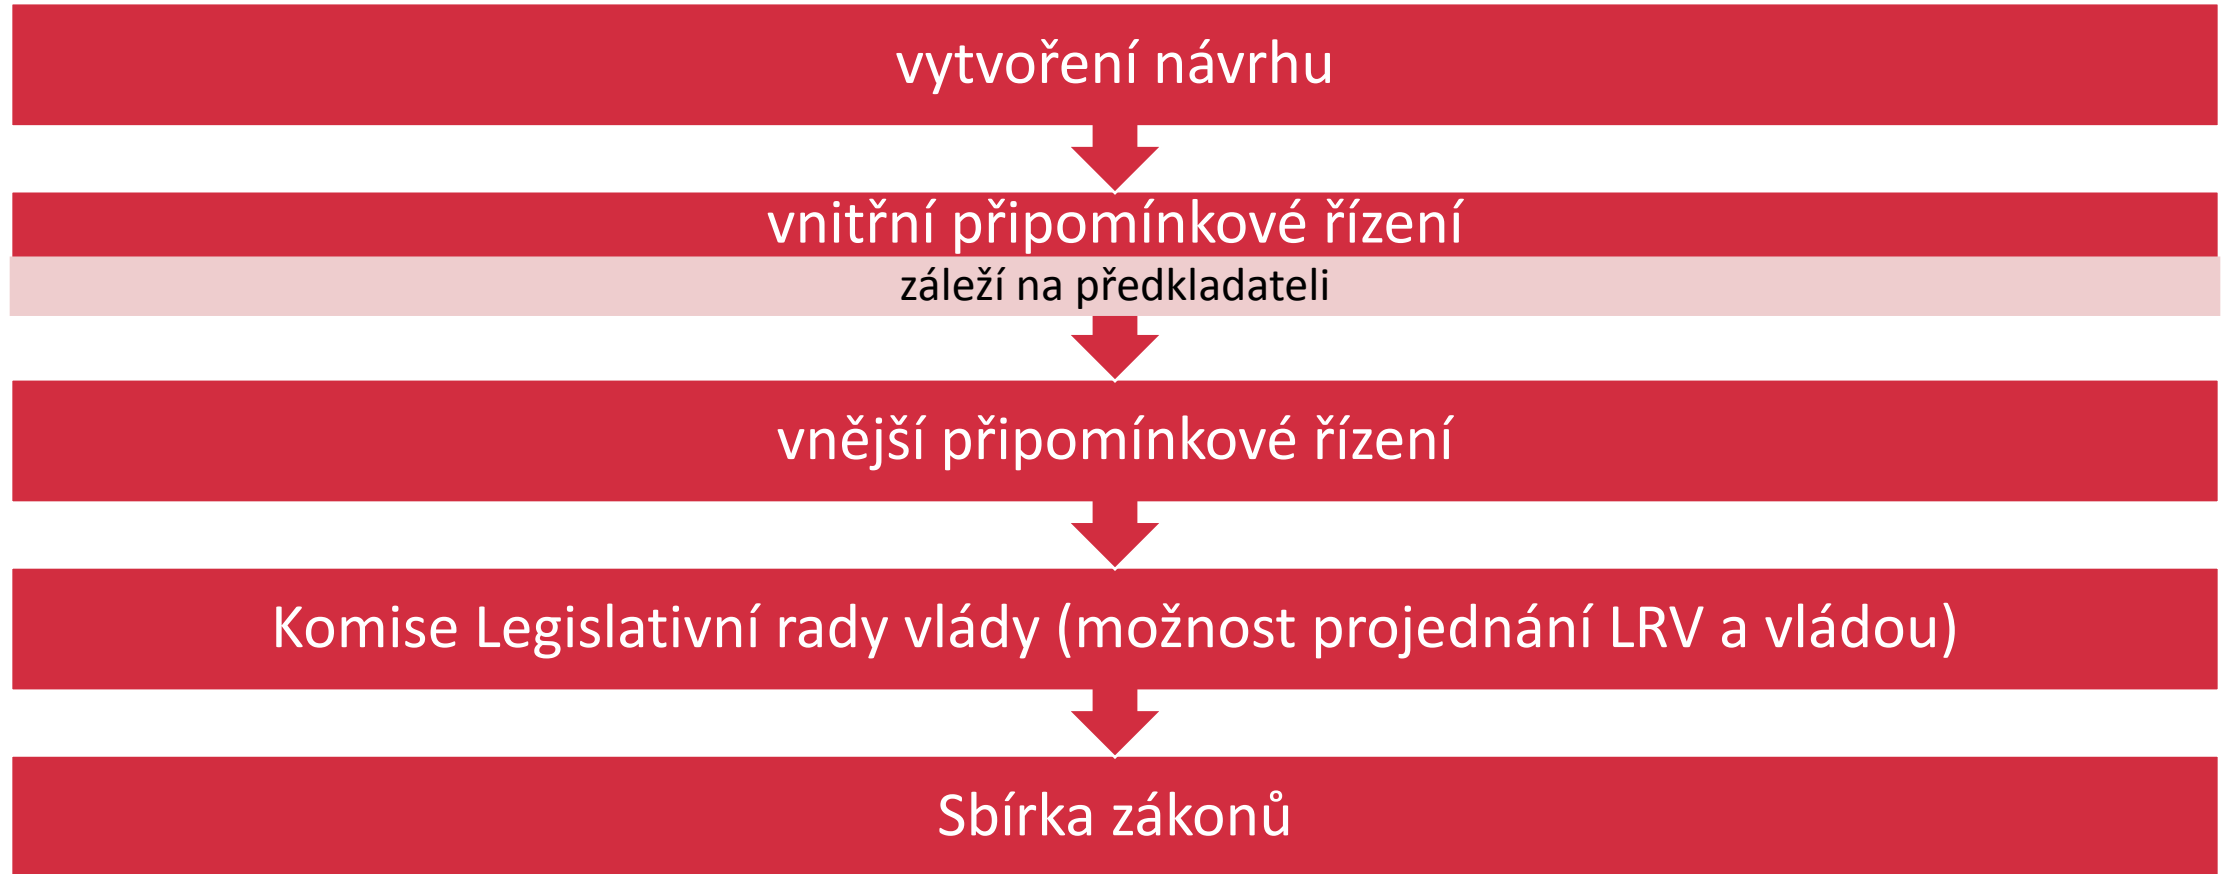 vytvoření návrhu
vnitřní připomínkové řízení
záleží na předkladateli
vnější připomínkové řízení
Komise Legislativní rady vlády (možnost projednání LRV a vládou)
Sbírka zákonů